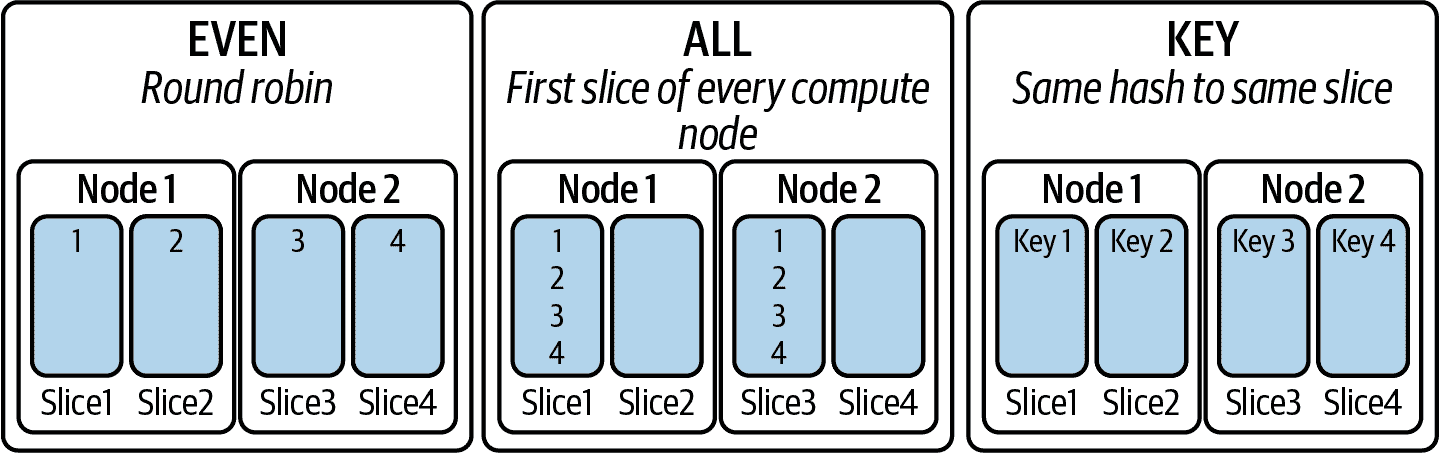 EVEN
Round robin
Node 1
Node 2
1
2
3
4
Slice1
Slice2
Slice3
Slice4
ALL
First slice of every compute
node
Node 1
Node 2
1
2
3
4
1
2
3
4
Slice1
Slice2
Slice3
Slice4
KEY
Same hash to same slice
Node 1
Node 2
Key 1
Key 2
Key 3
Key 4
Slice1
Slice2
Slice3
Slice4